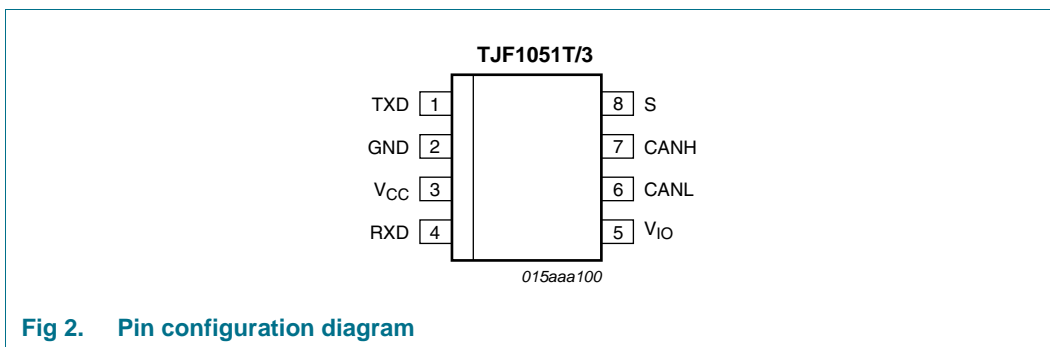 TJF1051T/3
TXD 1
GND 2
VCC 3
RXD 4
8 S
7 CANH
6 CANL
5 VIO
015aaa100
Fig 2. Pin configuration diagram